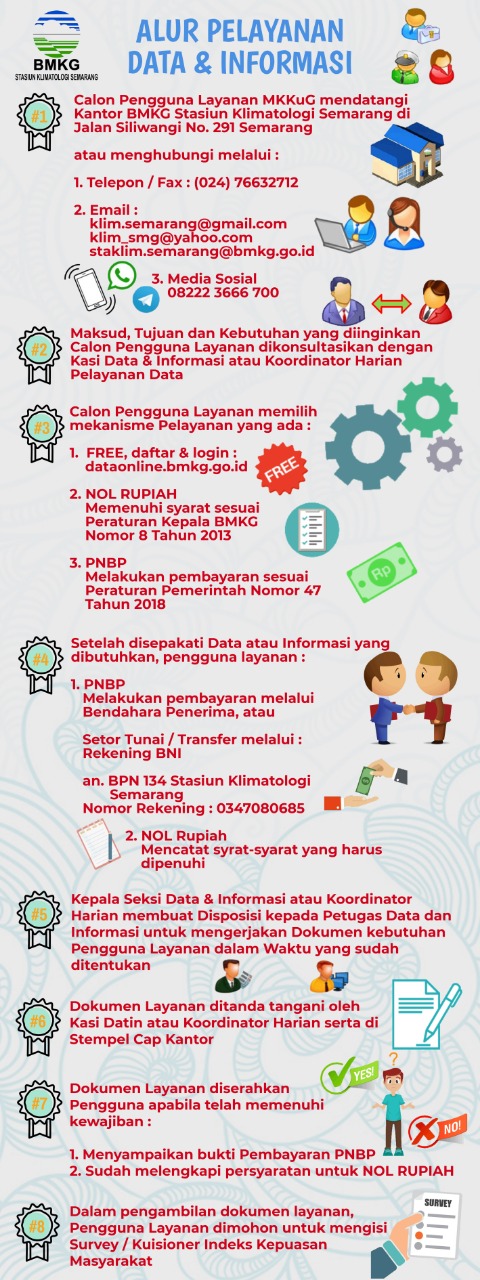 BMKG
STASIUN KLIMATOLOGI SEMARANG
ALUR PELAYANAN
DATA & INFORMASI
#1
Calon Pengguna Layanan MKKuG mendatangi
Kantor BMKG Stasiun Klimatologi Semarang di
Jalan Siliwangi No. 291 Semarang
atau menghubungi melalui :
1. Telepon / Fax : (024) 76632712
2. Email :
klim.semarang@gmail.com
klim_smg@yahoo.com
staklim.semarang@bmkg.go.id
3. Media Sosial
08222 3666 700
#2
Maksud, Tujuan dan Kebutuhan yang diinginkan
Calon Pengguna Layanan dikonsultasikan dengan
Kasi Data & Informasi atau Koordinator Harian
Pelayanan Data
#3
Calon Pengguna Layanan memilih
mekanisme Pelayanan yang ada :
1. FREE, daftar & login :
dataonline.bmkg.go.id
FREE
2. NOL RUPIAH
Memenuhi syarat sesuai
Peraturan Kepala BMKG
Nomor 8 Tahun 2013
3. PNBP
Melakukan pembayaran sesuai
Peraturan Pemerintah Nomor 47
Tahun 2018
Rp
#4
Setelah disepakati Data atau Informasi yang
dibutuhkan, pengguna layanan :
1. PNBP
Melakukan pembayaran melalui
Bendahara Penerima, atau
Setor Tunai / Transfer melalui :
Rekening BNI
an. BPN 134 Stasiun Klimatologi
Semarang
Nomor Rekening : 0347080685
2. NOL Rupiah
Mencatat syrat-syarat yang harus
dipenuhi
#5
Kepala Seksi Data & Informasi atau Koordinator
Harian membuat Disposisi kepada Petugas Data dan
Informasi untuk mengerjakan Dokumen kebutuhan
Pengguna Layanan dalam Waktu yang sudah
ditentukan
#6
Dokumen Layanan ditanda tangani oleh
Kasi Datin atau Koordinator Harian serta di
Stempel Cap Kantor
#7
Dokumen Layanan diserahkan
Pengguna apabila telah memenuhi
kewajiban :
YES!
?
NO!
1. Menyampaikan bukti Pembayaran PNBP
2. Sudah melengkapi persyaratan untuk NOL RUPIAH
#8
Dalam pengambilan dokumen layanan,
Pengguna Layanan dimohon untuk mengisi
Survey / Kuisioner Indeks Kepuasan
Masyarakat
SURVEY